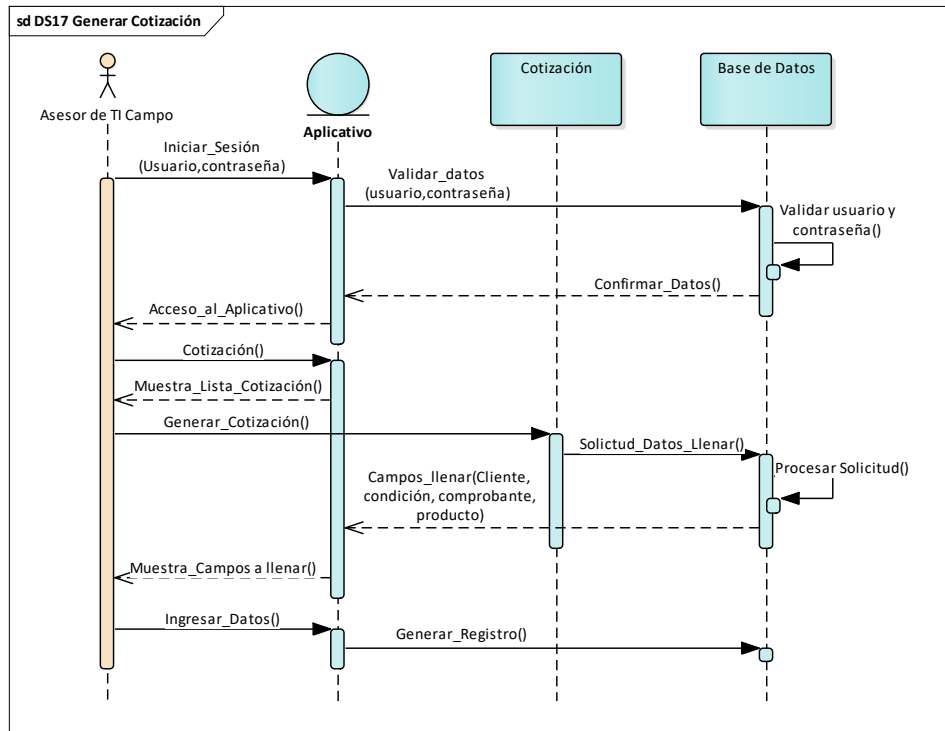 sd DS17 Generar Cotización
Asesor de TI Campo
Aplicativo
Cotización
Base de Datos
Iniciar_Sesión
(Usuario,contraseña)
Validar_datos
(usuario,contraseña)
Validar usuario y
contraseña()
Confirmar_Datos()
Acceso_al_Aplicativo()
Cotización()
Muestra_Lista_Cotización()
Generar_Cotización()
Solictud_Datos_Llenar()
Procesar Solicitud()
Campos_llenar(Cliente,
condición, comprobante,
producto)
Muestra_Campos a llenar()
Ingresar_Datos()
Generar_Registro()